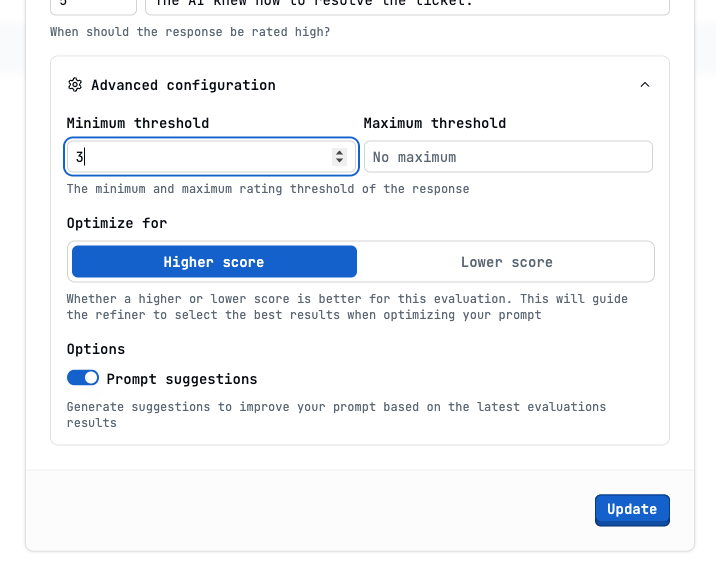 5 The AI knew how to resolve the ticket.
When should the response be rated high?
Advanced configuration
Minimum threshold Maximum threshold
3 No maximum
The minimum and maximum rating threshold of the response
Optimize for
Higher score Lower score
Whether a higher or lower score is better for this evaluation. This will guide
the refiner to select the best results when optimizing your prompt
Options
Prompt suggestions
Generate suggestions to improve your prompt based on the latest evaluations
results
Update